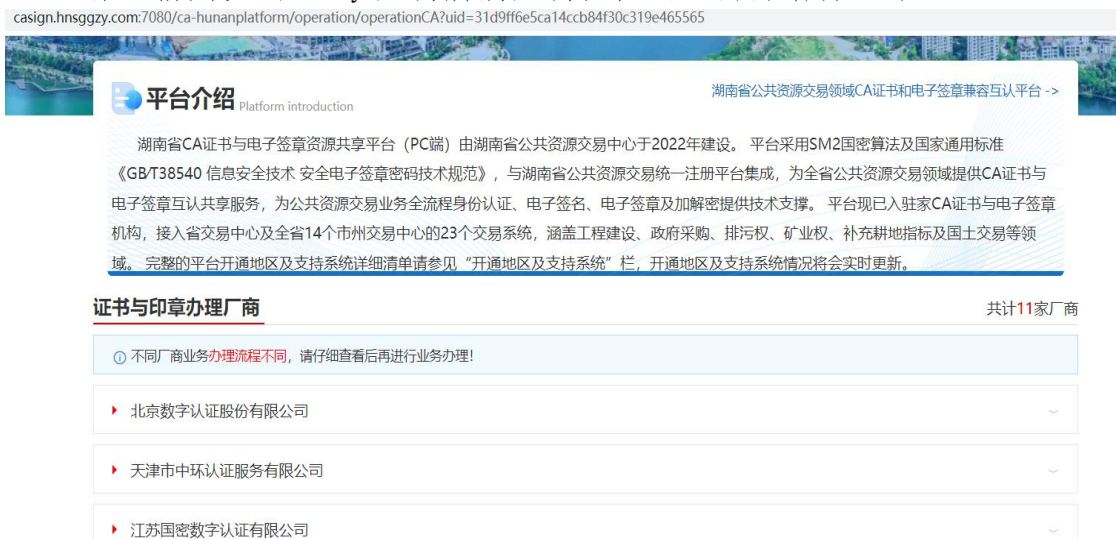 casign.hnsggzy.com:7080/ca-hunanplatform/operation/operationCA?uid=31d9ff6e5ca14ccb84f30c319e465565
平台介绍 Platform introduction
湖南省公共资源交易领域CA证书和电子签章兼容互认平台 ->
湖南省CA证书与电子签章资源共享平台（PC端）由湖南省公共资源交易中心于2022年建设。 平台采用SM2国密算法及国家通用标准
《GB/T38540 信息安全技术 安全电子签章密码技术规范》，与湖南省公共资源交易统一注册平台集成，为全省公共资源交易领域提供CA证书与
电子签章互认共享服务，为公共资源交易业务全流程身份认证、电子签名、电子签章及加解密提供技术支撑。 平台现已入驻家CA证书与电子签章
机构，接入省交易中心及全省14个市州交易中心的23个交易系统，涵盖工程建设、政府采购、排污权、矿业权、补充耕地指标及国土交易等领
域。 完整的平台开通地区及支持系统详细清单请参见“开通地区及支持系统”栏，开通地区及支持系统情况将会实时更新。
证书与印章办理厂商
共计11家厂商
不同厂商业务办理流程不同，请仔细查看后再进行业务办理！
北京数字认证股份有限公司
天津市中环认证服务有限公司
江苏国密数字认证有限公司